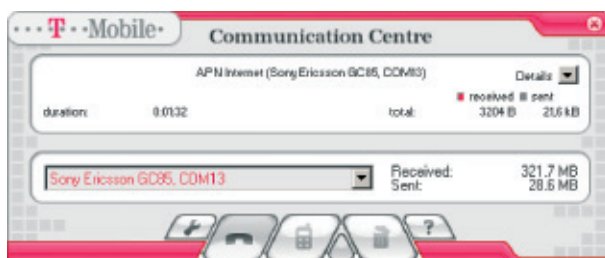 T··Mobile·
Communication Centre
APN Internet (Sony Ericsson GC85, COM13)
Details
received sent
duration: 0:01:32 total: 3204 B 21,6 kB
Sony Ericsson GC85, COM13
Received: 321.7 MB
Sent: 28.6 MB
?